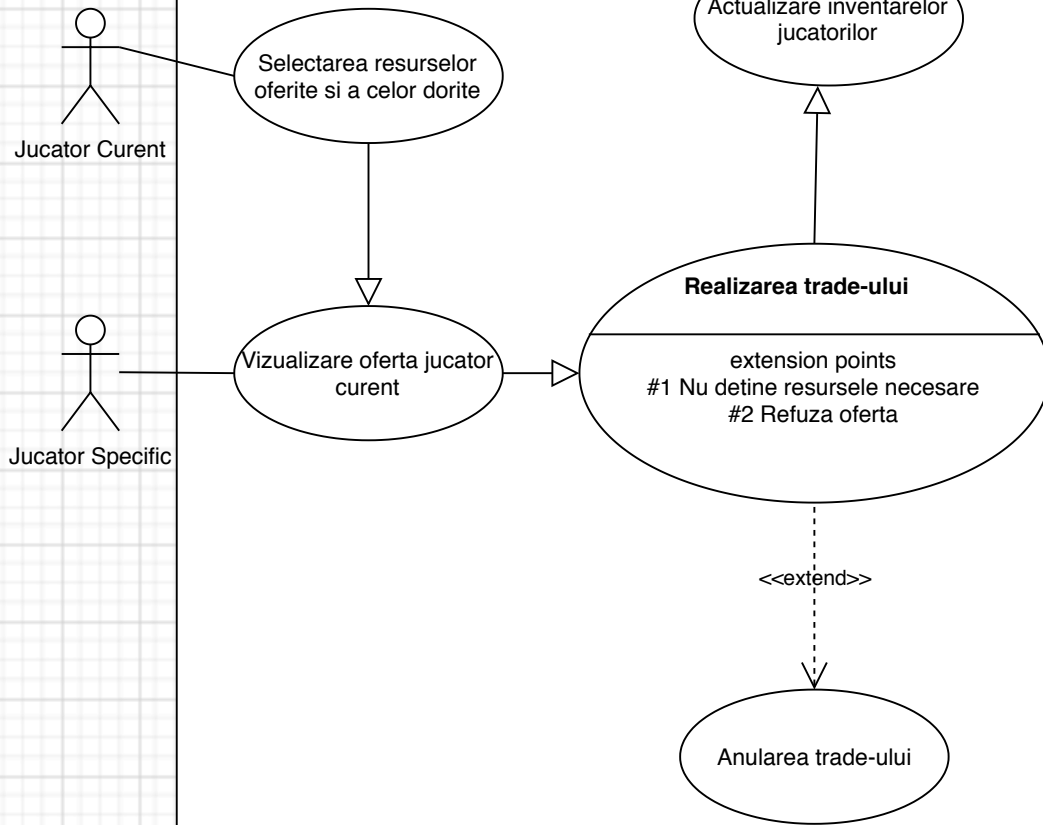 Actualizare inventarelor
jucatorilor
Selectarea resurselor
oferite si a celor dorite
Jucator Curent
Realizarea trade-ului
Vizualizare oferta jucator
curent
extension points
#1 Nu detine resursele necesare
#2 Refuza oferta
Jucator Specific
<<extend>>
Anularea trade-ului